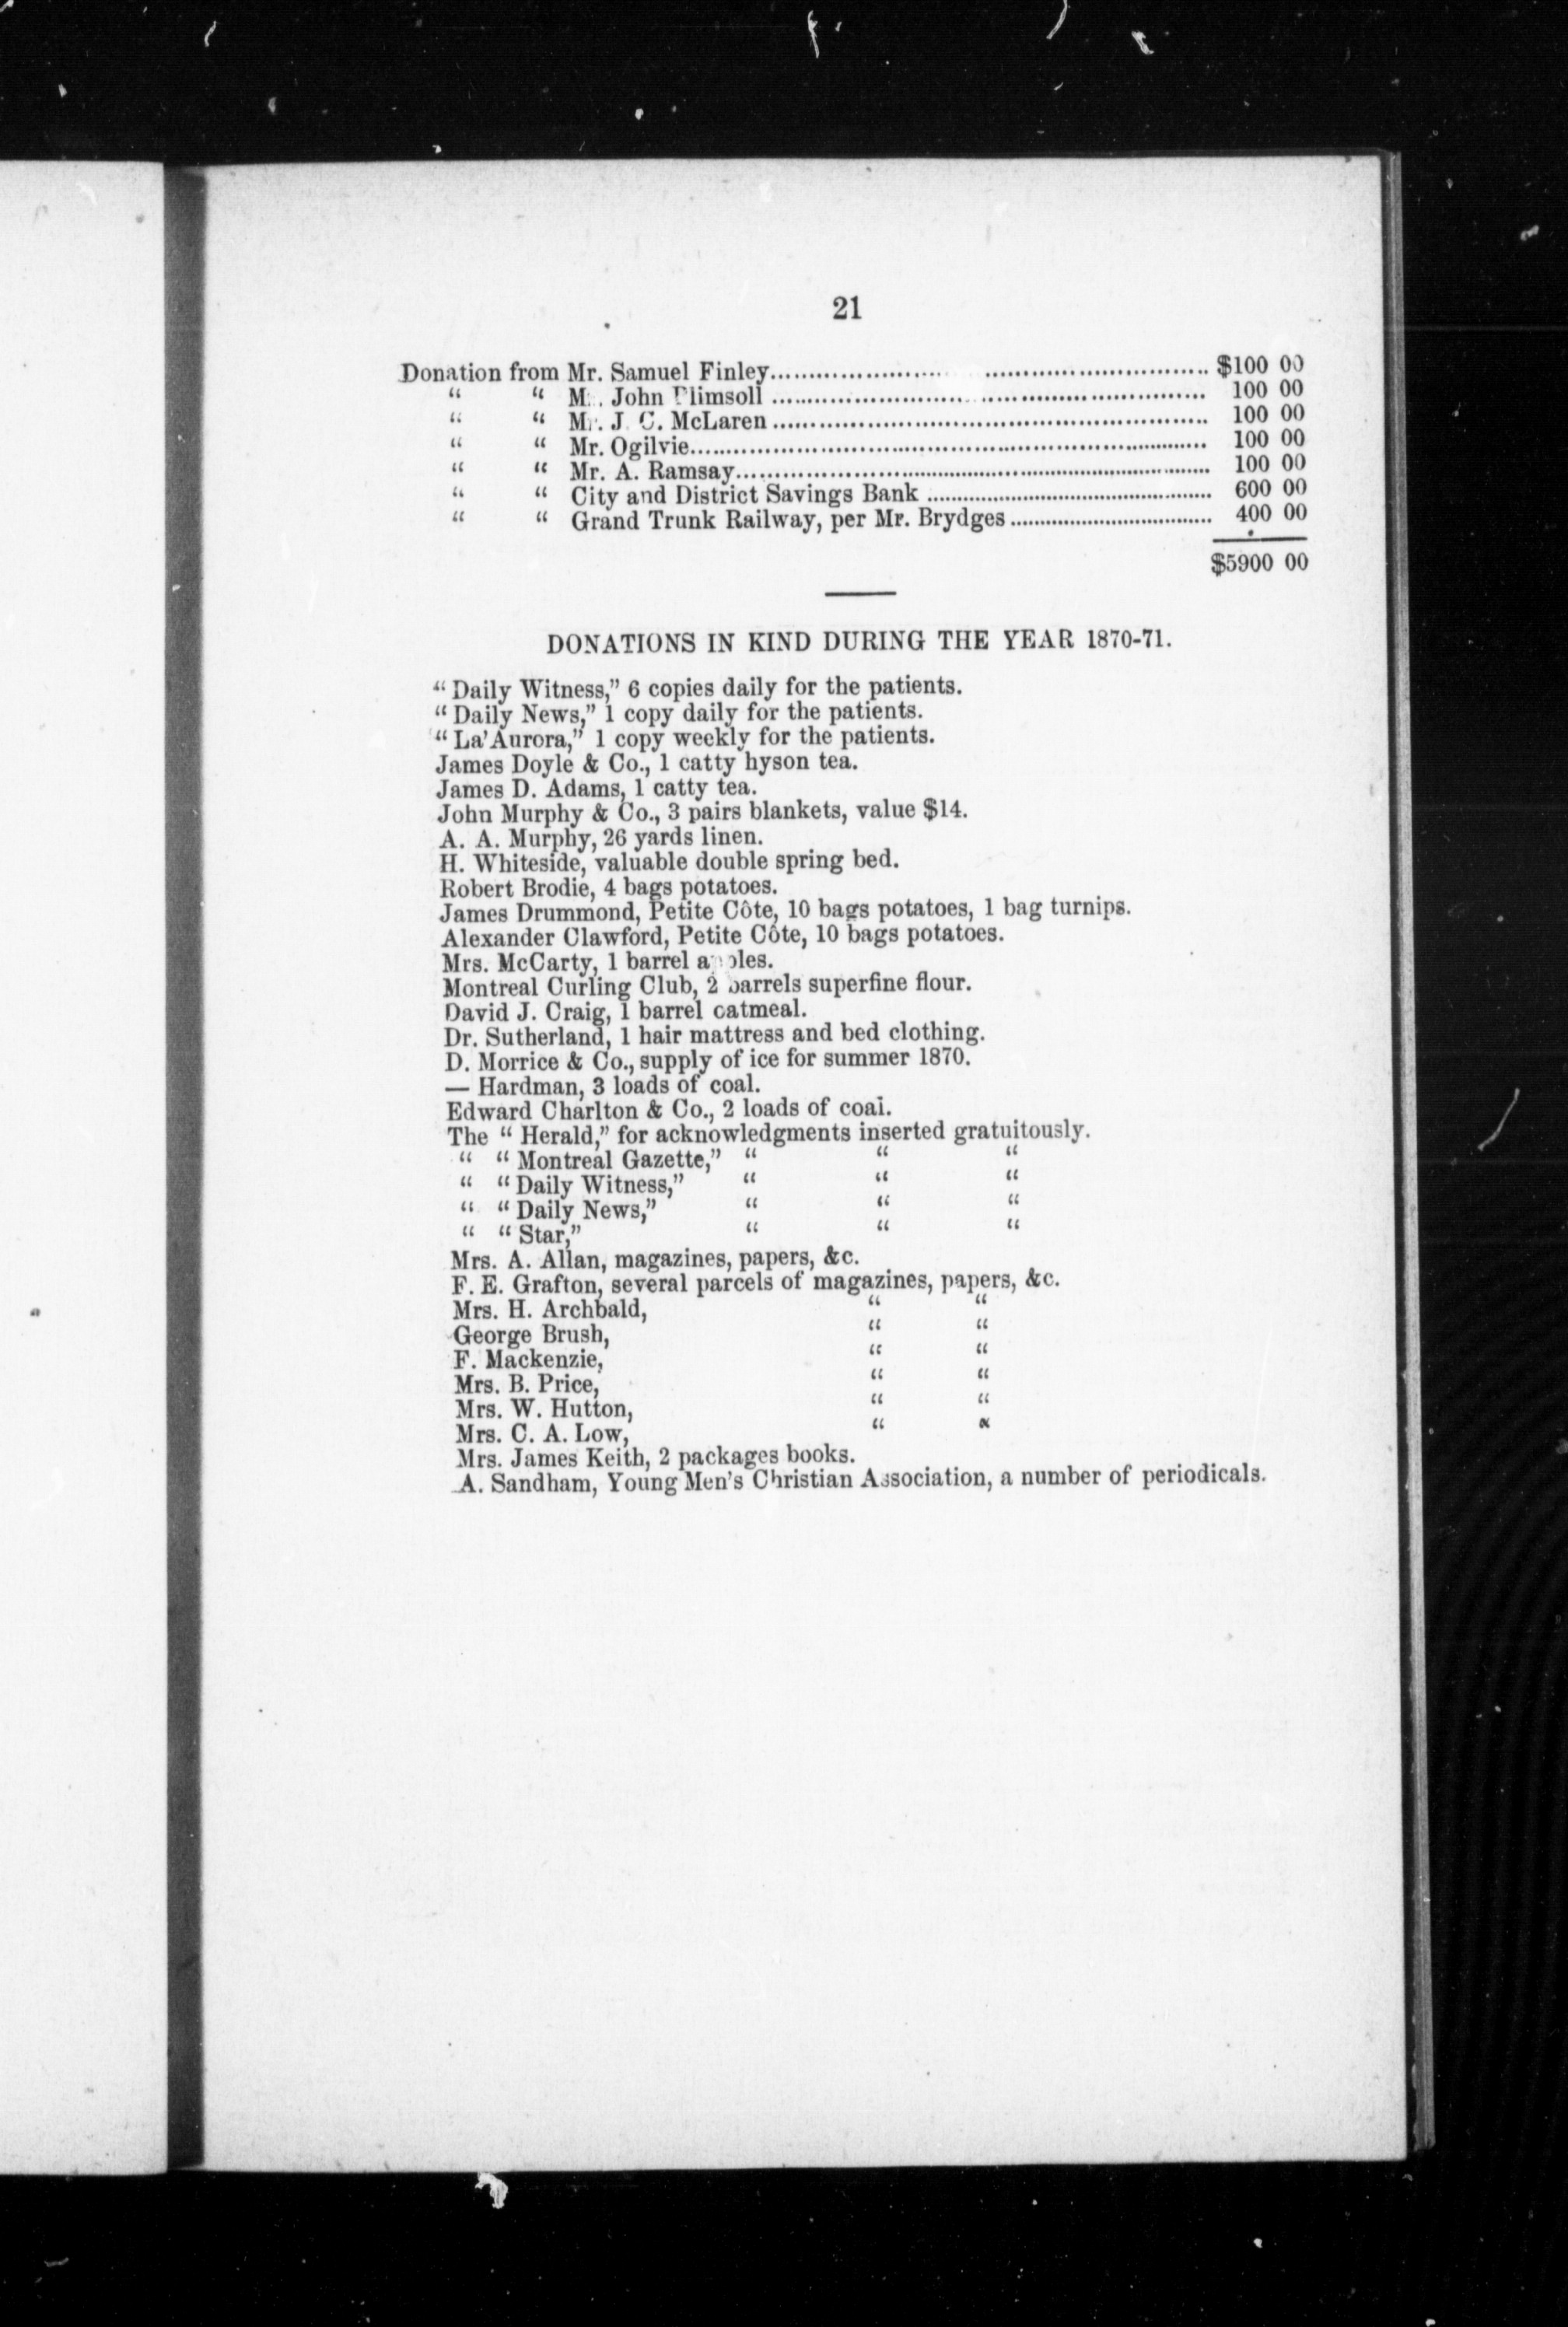 21
Donation from Mr. Samuel Finley.......... $100 00
“ “ Mr. John Plimsoll .......... 100 00
“ “ Mr. J. C. McLaren .......... 100 00
“ “ Mr. Ogilvie.......... 100 00
“ “ Mr. A. Ramsay.......... 100 00
“ “ City and District Savings Bank .......... 600 00
“ “ Grand Trunk Railway, per Mr. Brydges .......... 400 00
$5900 00
DONATIONS IN KIND DURING THE YEAR 1870-71.
“ Daily Witness,” 6 copies daily for the patients.
“ Daily News,” 1 copy daily for the patients.
“ La’Aurora,” 1 copy weekly for the patients.
James Doyle & Co., 1 catty hyson tea.
James D. Adams, 1 catty tea.
John Murphy & Co., 3 pairs blankets, value $14.
A. A. Murphy, 26 yards linen.
H. Whiteside, valuable double spring bed.
Robert Brodie, 4 bags potatoes.
James Drummond, Petite Côte, 10 bags potatoes, 1 bag turnips.
Alexander Clawford, Petite Côte, 10 bags potatoes.
Mrs. McCarty, 1 barrel apples.
Montreal Curling Club, 2 barrels superfine flour.
David J. Craig, 1 barrel oatmeal.
Dr. Sutherland, 1 hair mattress and bed clothing.
D. Morrice & Co., supply of ice for summer 1870.
— Hardman, 3 loads of coal.
Edward Charlton & Co., 2 loads of coal.
The “ Herald,” for acknowledgments inserted gratuitously.
“ “ Montreal Gazette,” “ “ “
“ “ Daily Witness,” “ “ “
“ “ Daily News,” “ “ “
“ “ Star,” “ “ “
Mrs. A. Allan, magazines, papers, &c.
F. E. Grafton, several parcels of magazines, papers, &c.
Mrs. H. Archbald, “ “
George Brush, “ “
F. Mackenzie, “ “
Mrs. B. Price, “ “
Mrs. W. Hutton, “ “
Mrs. C. A. Low, “ “
Mrs. James Keith, 2 packages books.
A. Sandham, Young Men’s Christian Association, a number of periodicals.